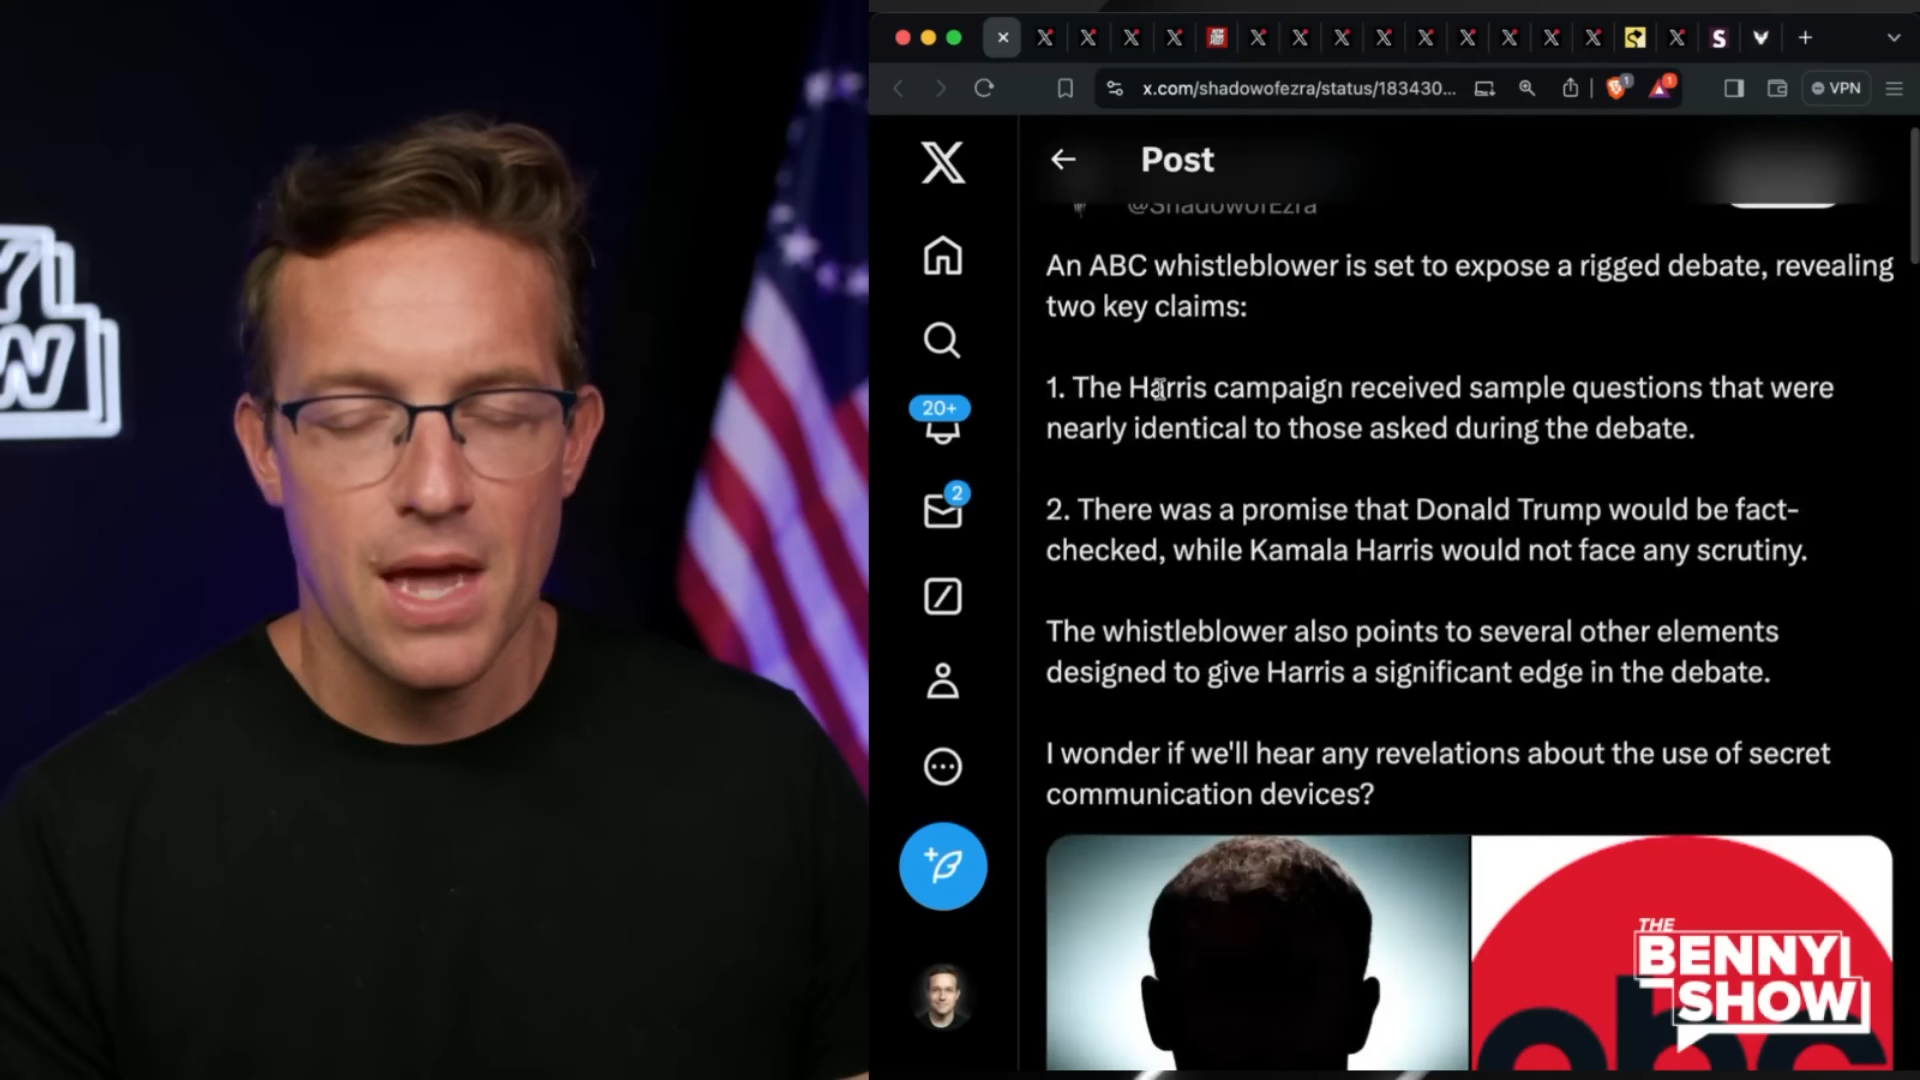 x.com/shadowofezra/status/183430...
1
1
VPN
Post
@ShadowofEzra
An ABC whistleblower is set to expose a rigged debate, revealing
two key claims:
1. The Harris campaign received sample questions that were
nearly identical to those asked during the debate.
2. There was a promise that Donald Trump would be fact-
checked, while Kamala Harris would not face any scrutiny.
The whistleblower also points to several other elements
designed to give Harris a significant edge in the debate.
I wonder if we'll hear any revelations about the use of secret
communication devices?
20+
2
abc
THE
BENNY
SHOW